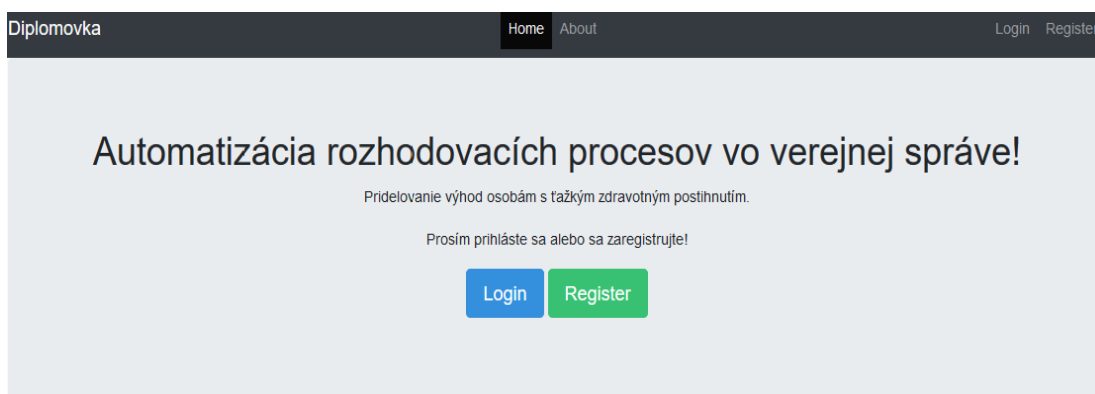 Diplomovka Home About Login Register
Automatizácia rozhodovacích procesov vo verejnej správe!
Pridelovanie výhod osobám s ťažkým zdravotným postihnutím.
Prosím prihláste sa alebo sa zaregistrujte!
Login Register